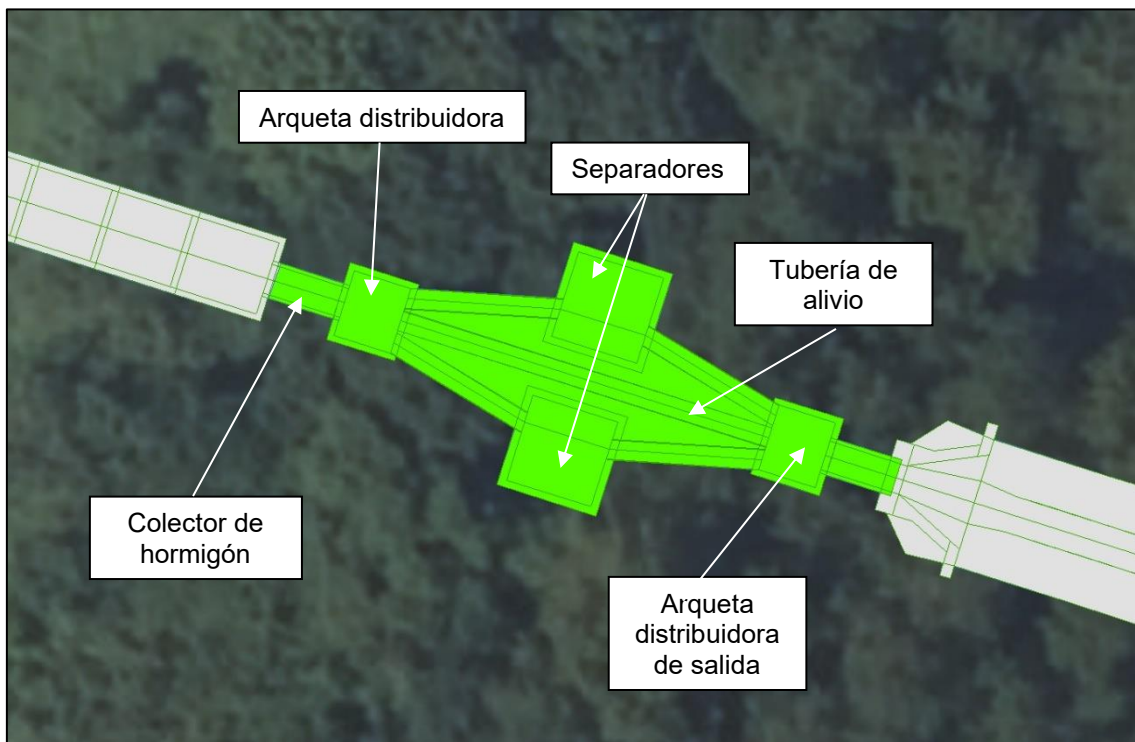 Arqueta distribuidora
Separadores
Tubería de
alivio
Colector de
hormigón
Arqueta
distribuidora
de salida